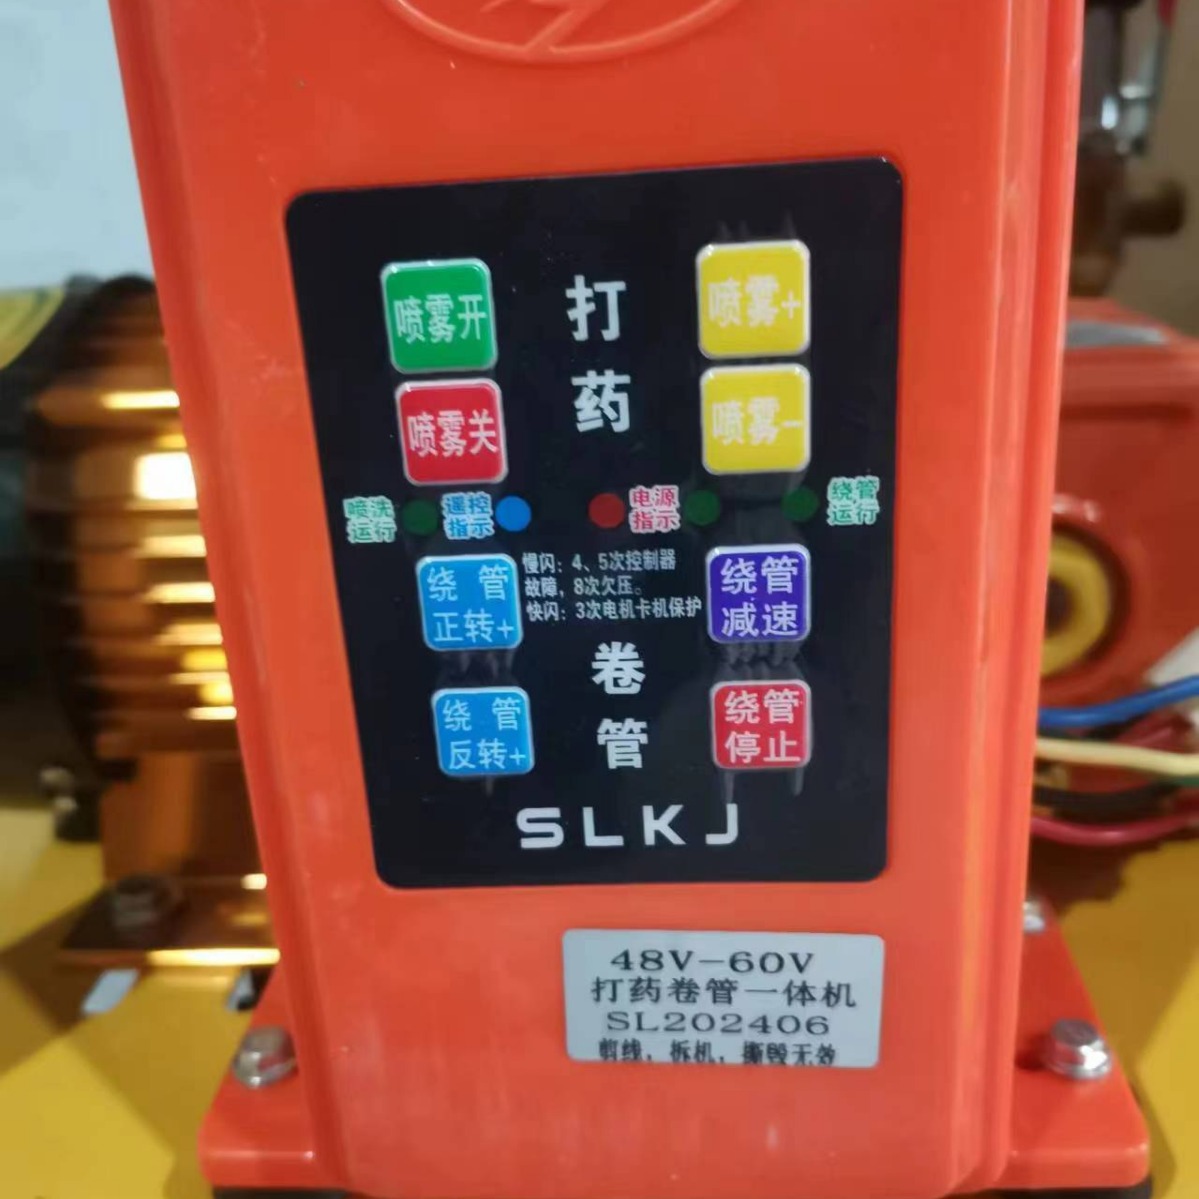 喷雾开
打
药
喷雾+
喷雾关
喷雾-
喷洗
运行
遥控
指示
电源
指示
绕管
运行
绕 管
正转+
慢闪：4、5次控制器
故障，8次欠压。
快闪：3次电机卡机保护
绕管
减速
卷
管
绕 管
反转+
绕管
停止
SLKJ
48V-60V
打药卷管一体机
SL202406
剪线，拆机，撕毁无效